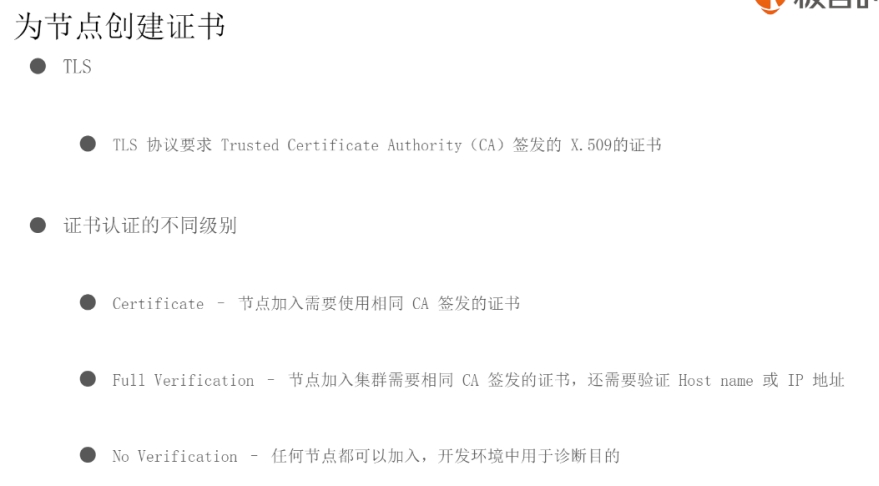 为节点创建证书
● TLS
● TLS 协议要求 Trusted Certificate Authority（CA）签发的 X.509的证书
● 证书认证的不同级别
● Certificate – 节点加入需要使用相同 CA 签发的证书
● Full Verification – 节点加入集群需要相同 CA 签发的证书，还需要验证 Host name 或 IP 地址
● No Verification – 任何节点都可以加入，开发环境中用于诊断目的